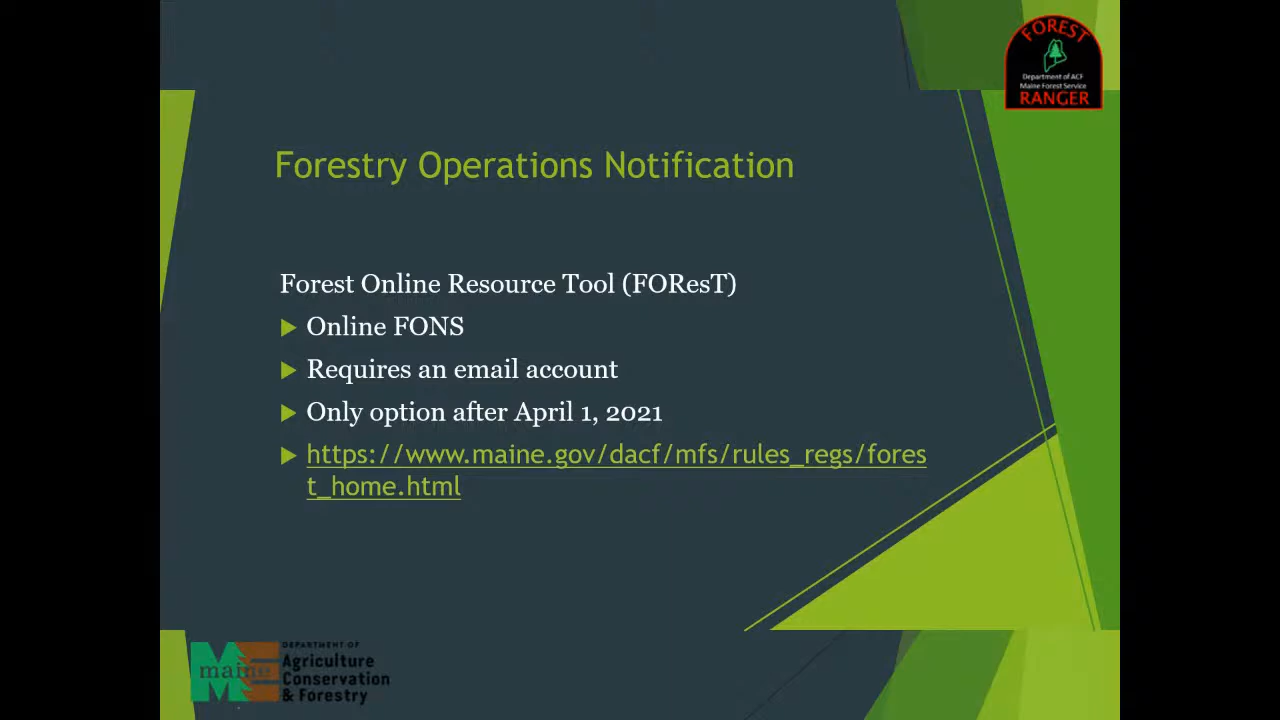 FOREST
Department of ACF
Maine Forest Service
RANGER
Forestry Operations Notification
Forest Online Resource Tool (FOResT)
Online FONS
Requires an email account
Only option after April 1, 2021
https://www.maine.gov/dacf/mfs/rules_regs/fores
t_home.html
maine
DEPARTMENT OF
Agriculture
Conservation
& Forestry